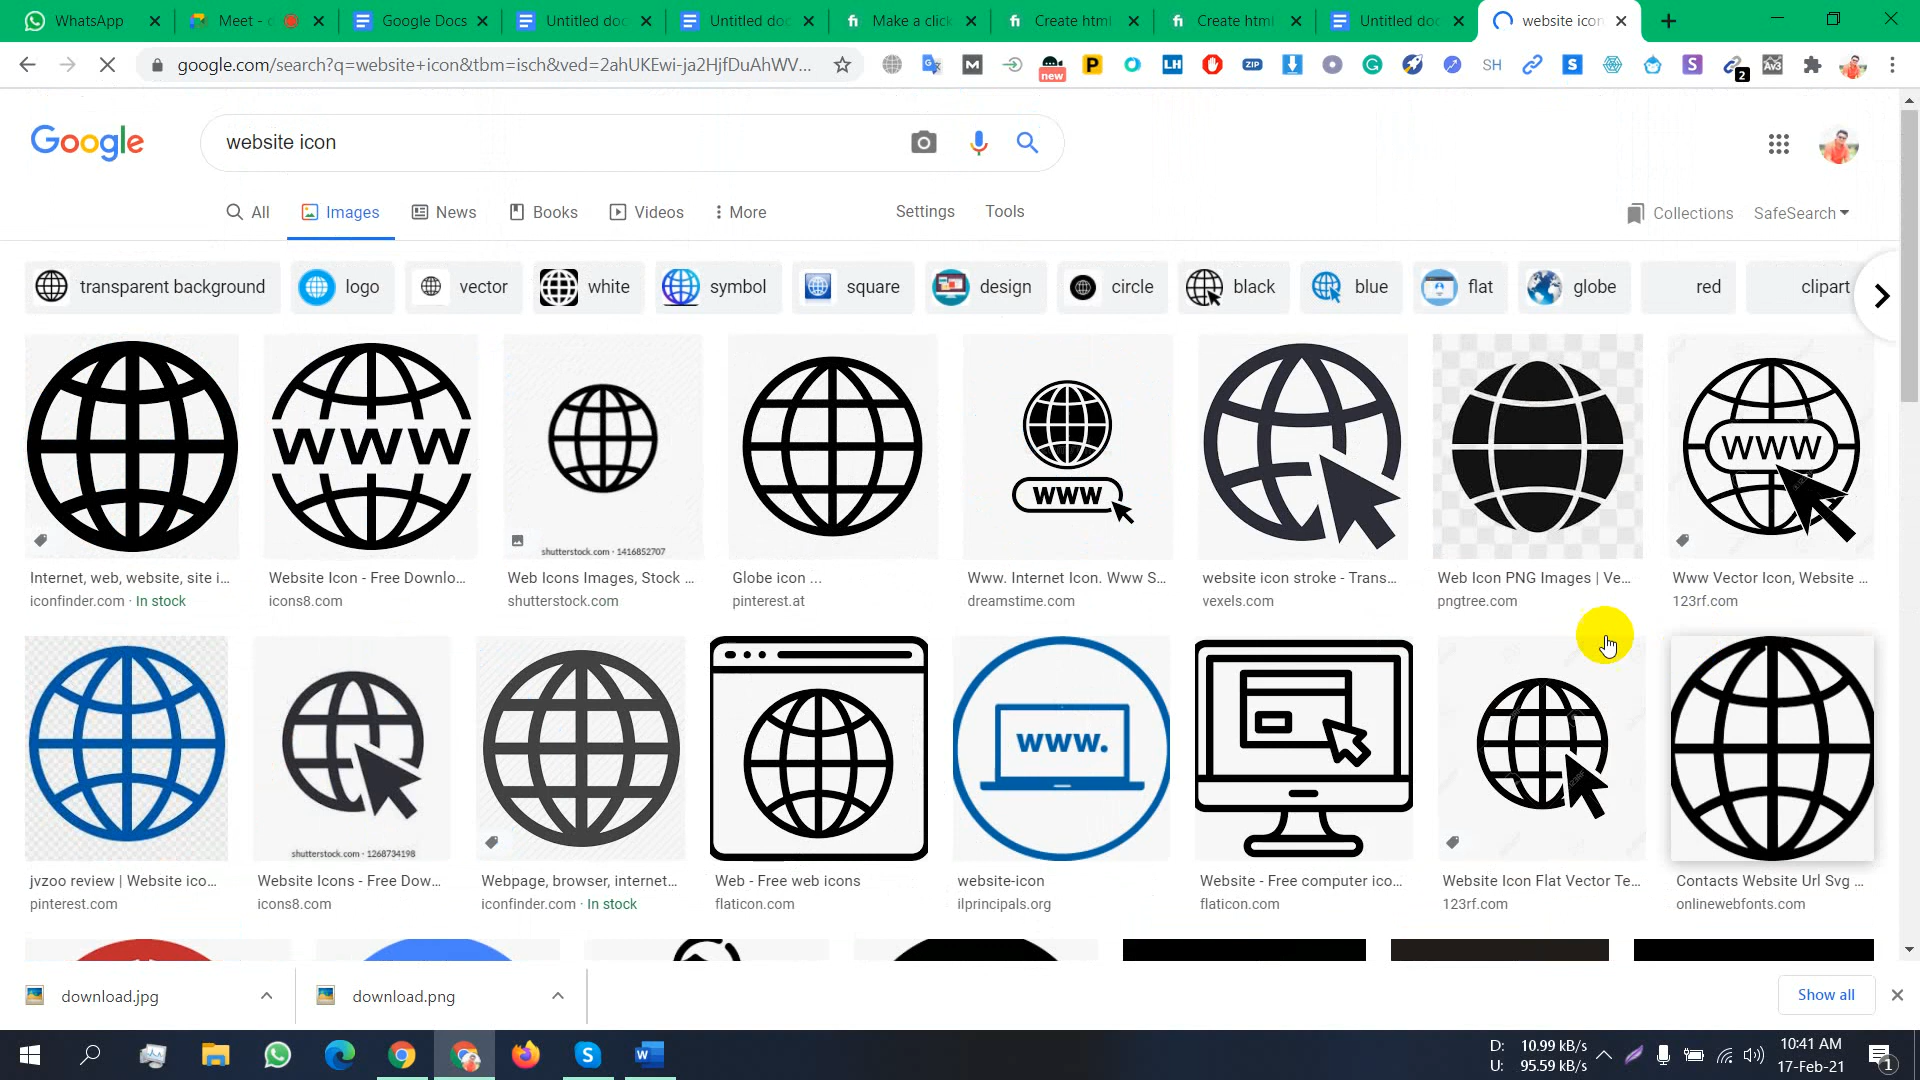 WhatsApp
Meet - d
Google Docs
Untitled doc
Untitled doc
Make a click
Create html
Create html
Untitled doc
website icon
google.com/search?q=website+icon&tbm=isch&ved=2ahUKEwi-ja2HjfDuAhWV...
M
new
P
LH
ZIP
SH
S
S
2
AV3
Google
website icon
All
Images
News
Books
Videos
More
Settings
Tools
Collections
SafeSearch
transparent background
logo
vector
white
symbol
square
design
circle
black
blue
flat
globe
red
clipart
www
shutterstock.com · 1416852707
www
www
Internet, web, website, site i...
Website Icon - Free Downlo...
Web Icons Images, Stock ...
Globe icon ...
Www. Internet Icon. Www S...
website icon stroke - Trans...
Web Icon PNG Images | Ve...
Www Vector Icon, Website ...
iconfinder.com · In stock
icons8.com
shutterstock.com
pinterest.at
dreamstime.com
vexels.com
pngtree.com
123rf.com
www.
shutterstock.com · 1268734198
jvzoo review | Website ico...
Website Icons - Free Dow...
Webpage, browser, internet...
Web - Free web icons
website-icon
Website - Free computer ico...
Website Icon Flat Vector Te...
Contacts Website Url Svg ...
pinterest.com
icons8.com
iconfinder.com · In stock
flaticon.com
ilprincipals.org
flaticon.com
123rf.com
onlinewebfonts.com
download.jpg
download.png
Show all
D: 10.99 kB/s
U: 95.59 kB/s
10:41 AM
17-Feb-21
1